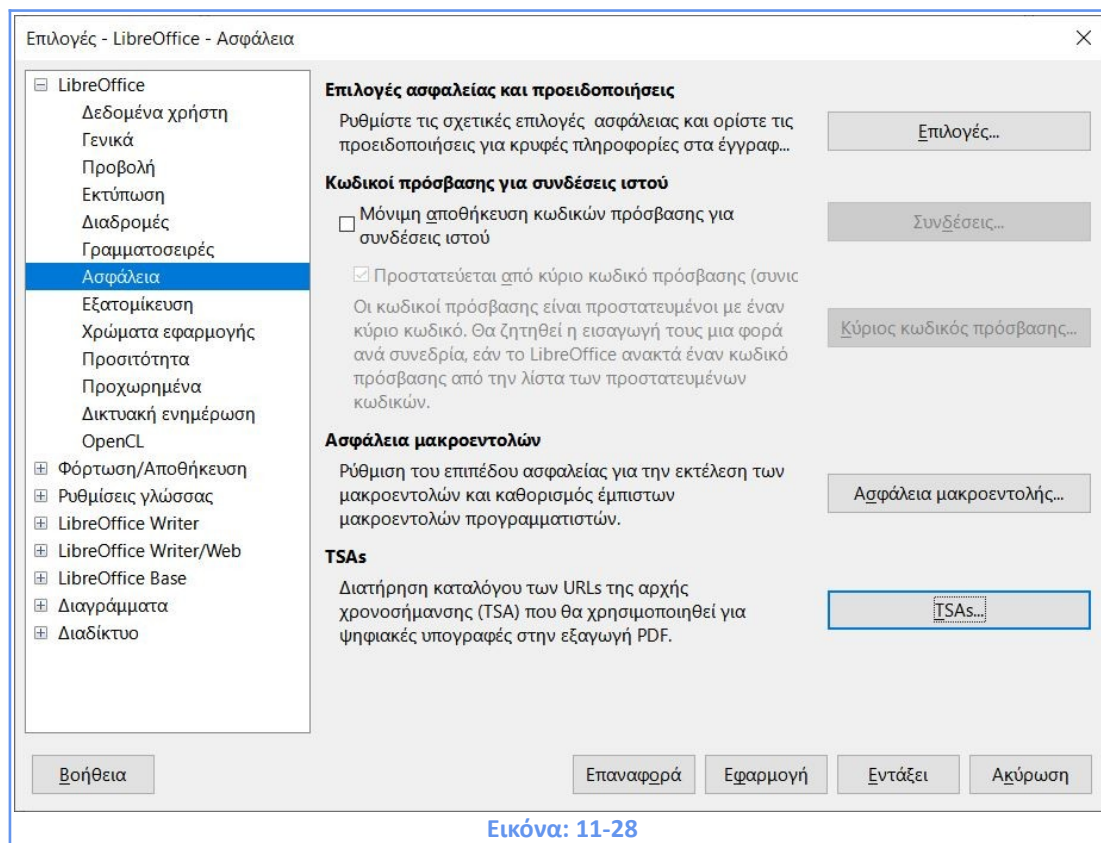 Επιλογές - LibreOffice - Ασφάλεια
LibreOffice
Δεδομένα χρήστη
Γενικά
Προβολή
Εκτύπωση
Διαδρομές
Γραμματοσειρές
Ασφάλεια
Εξατομίκευση
Χρώματα εφαρμογής
Προσιτότητα
Προχωρημένα
Δικτυακή ενημέρωση
OpenCL
Φόρτωση/Αποθήκευση
Ρυθμίσεις γλώσσας
LibreOffice Writer
LibreOffice Writer/Web
LibreOffice Base
Διαγράμματα
Διαδίκτυο
Επιλογές ασφαλείας και προειδοποιήσεις
Ρυθμίστε τις σχετικές επιλογές ασφάλειας και ορίστε τις
προειδοποιήσεις για κρυφές πληροφορίες στα έγγραφ...
Επιλογές...
Κωδικοί πρόσβασης για συνδέσεις ιστού
Μόνιμη αποθήκευση κωδικών πρόσβασης για
συνδέσεις ιστού
Συνδέσεις...
Προστατεύεται από κύριο κωδικό πρόσβασης (συνις
Οι κωδικοί πρόσβασης είναι προστατευμένοι με έναν
κύριο κωδικό. Θα ζητηθεί η εισαγωγή τους μια φορά
ανά συνεδρία, εάν το LibreOffice ανακτά έναν κωδικό
πρόσβασης από την λίστα των προστατευμένων
κωδικών.
Κύριος κωδικός πρόσβασης...
Ασφάλεια μακροεντολών
Ρύθμιση του επιπέδου ασφαλείας για την εκτέλεση των
μακροεντολών και καθορισμός έμπιστων
μακροεντολών προγραμματιστών.
Ασφάλεια μακροεντολής...
TSAs
Διατήρηση καταλόγου των URLs της αρχής
χρονοσήμανσης (TSA) που θα χρησιμοποιηθεί για
ψηφιακές υπογραφές στην εξαγωγή PDF.
TSAs...
Βοήθεια
Επαναφορά
Εφαρμογή
Εντάξει
Ακύρωση
Εικόνα: 11-28